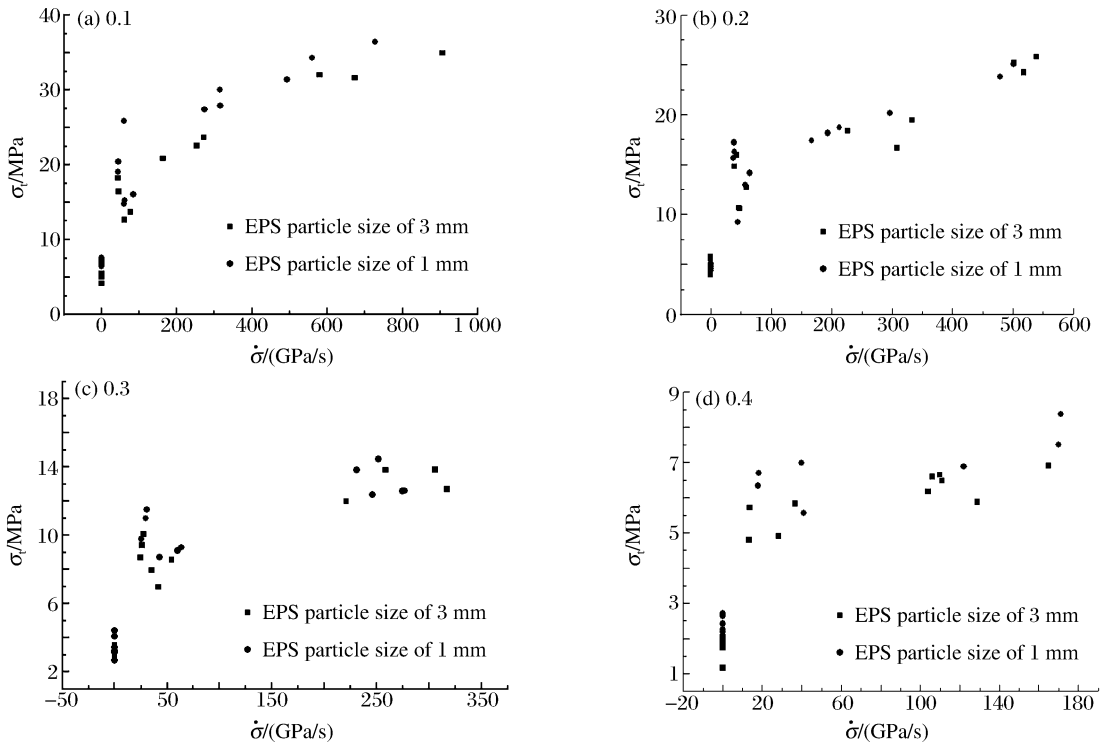 (a) 0.1
40
30
20
10
0
σt/MPa
EPS particle size of 3 mm
EPS particle size of 1 mm
0 200 400 600 800 1 000
σ̇/(GPa/s)
(b) 0.2
30
20
10
0
σt/MPa
EPS particle size of 3 mm
EPS particle size of 1 mm
0 100 200 300 400 500 600
σ̇/(GPa/s)
(c) 0.3
18
14
10
6
2
σt/MPa
EPS particle size of 3 mm
EPS particle size of 1 mm
−50 50 150 250 350
σ̇/(GPa/s)
(d) 0.4
9
7
5
3
1
σt/MPa
EPS particle size of 3 mm
EPS particle size of 1 mm
−20 20 60 100 140 180
σ̇/(GPa/s)